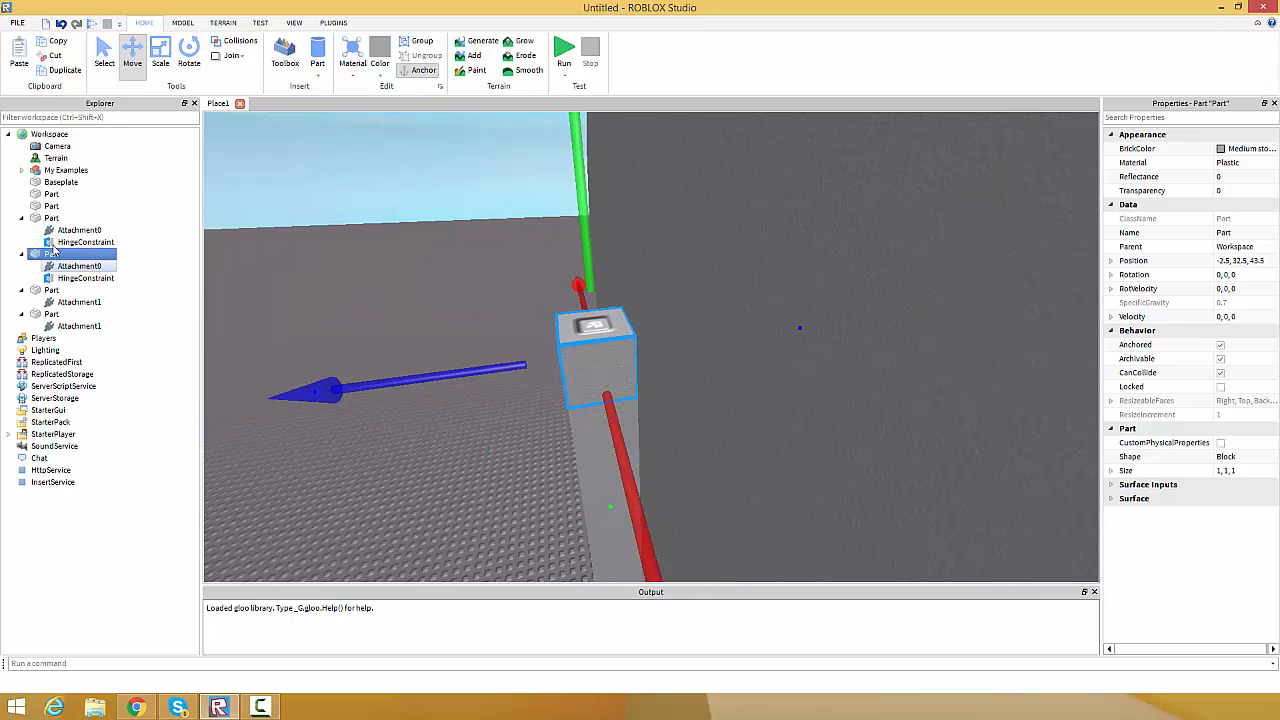 Untitled - ROBLOX Studio
FILE HOME MODEL TERRAIN TEST VIEW PLUGINS
Paste Copy Cut Duplicate Select Move Scale Rotate Collisions Join Toolbox Part Material Color Group Ungroup Anchor Generate Add Paint Grow Erode Smooth Run Stop
Clipboard Tools Insert Edit Terrain Test
Explorer
Filter workspace (Ctrl+Shift+X)
Workspace
Camera
Terrain
My Examples
Baseplate
Part
Part
Part
Attachment0
HingeConstraint
Attachment0
HingeConstraint
Part
Attachment1
Part
Attachment1
Players
Lighting
ReplicatedFirst
ReplicatedStorage
ServerScriptService
ServerStorage
StarterGui
StarterPack
StarterPlayer
SoundService
Chat
HttpService
InsertService
Place1
Properties - Part "Part"
Search Properties
Appearance
BrickColor Medium sto...
Material Plastic
Reflectance 0
Transparency 0
Data
ClassName Part
Name Part
Parent Workspace
Position -2.5, 32.5, 43.5
Rotation 0, 0, 0
RotVelocity 0, 0, 0
SpecificGravity 0.7
Velocity 0, 0, 0
Behavior
Anchored
Archivable
CanCollide
Locked
ResizeableFaces Right, Top, Back...
ResizeIncrement 1
Part
CustomPhysicalProperties
Shape Block
Size 1, 1, 1
Surface Inputs
Surface
Output
Loaded gloo library. Type _G.gloo.Help() for help.
Run a command